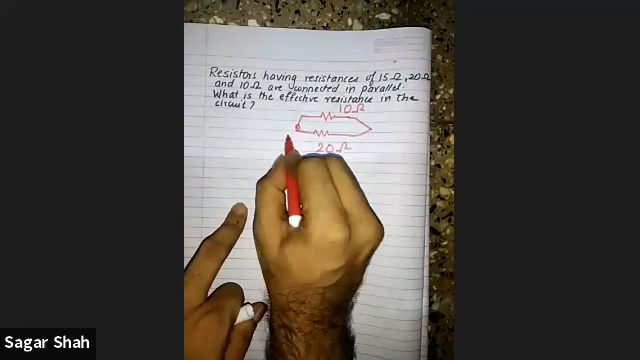 Resistors having resistances of 15Ω, 20Ω
and 10Ω are connected in parallel.
What is the effective resistance in the
circuit?
10Ω
20Ω
Sagar Shah